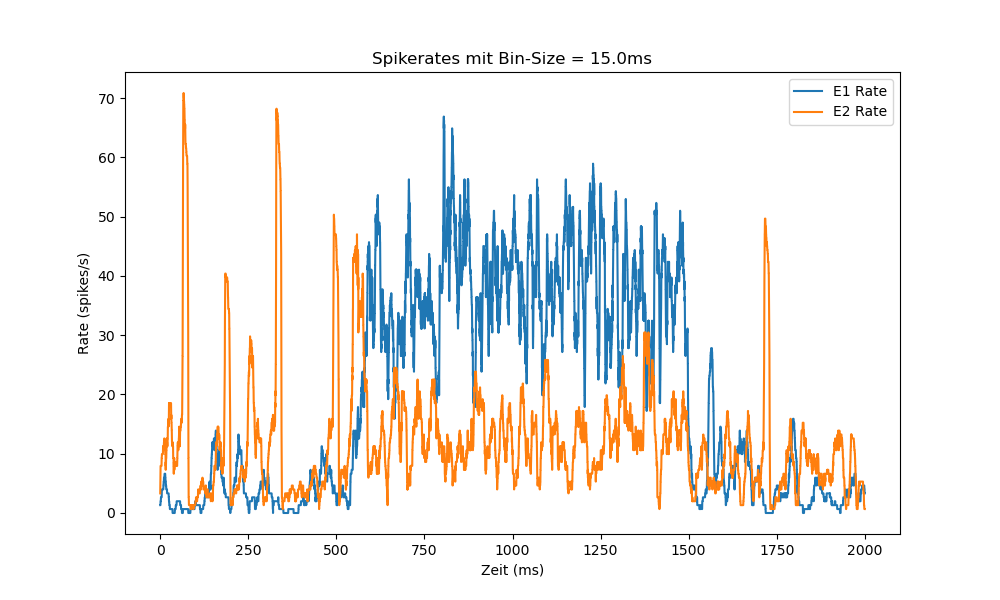 Spikerates mit Bin-Size = 15.0ms
E1 Rate
E2 Rate
70
60
50
40
30
20
10
0
Rate (spikes/s)
0 250 500 750 1000 1250 1500 1750 2000
Zeit (ms)